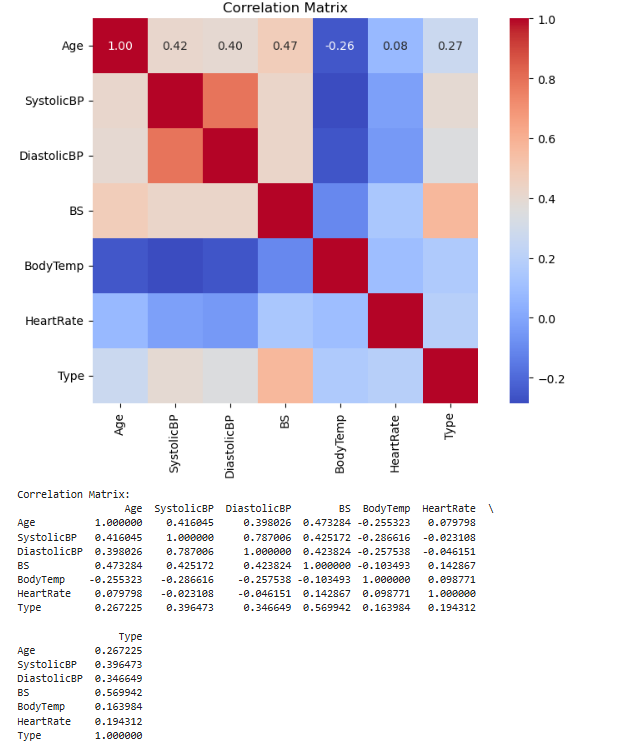 Correlation Matrix
Age 1.00 0.42 0.40 0.47 -0.26 0.08 0.27
SystolicBP
DiastolicBP
BS
BodyTemp
HeartRate
Type
Age SystolicBP DiastolicBP BS BodyTemp HeartRate Type
1.0
0.8
0.6
0.4
0.2
0.0
−0.2
Correlation Matrix:
Age SystolicBP DiastolicBP BS BodyTemp HeartRate \
Age 1.000000 0.416045 0.398026 0.473284 -0.255323 0.079798
SystolicBP 0.416045 1.000000 0.787006 0.425172 -0.286616 -0.023108
DiastolicBP 0.398026 0.787006 1.000000 0.423824 -0.257538 -0.046151
BS 0.473284 0.425172 0.423824 1.000000 -0.103493 0.142867
BodyTemp -0.255323 -0.286616 -0.257538 -0.103493 1.000000 0.098771
HeartRate 0.079798 -0.023108 -0.046151 0.142867 0.098771 1.000000
Type 0.267225 0.396473 0.346649 0.569942 0.163984 0.194312
Type
Age 0.267225
SystolicBP 0.396473
DiastolicBP 0.346649
BS 0.569942
BodyTemp 0.163984
HeartRate 0.194312
Type 1.000000